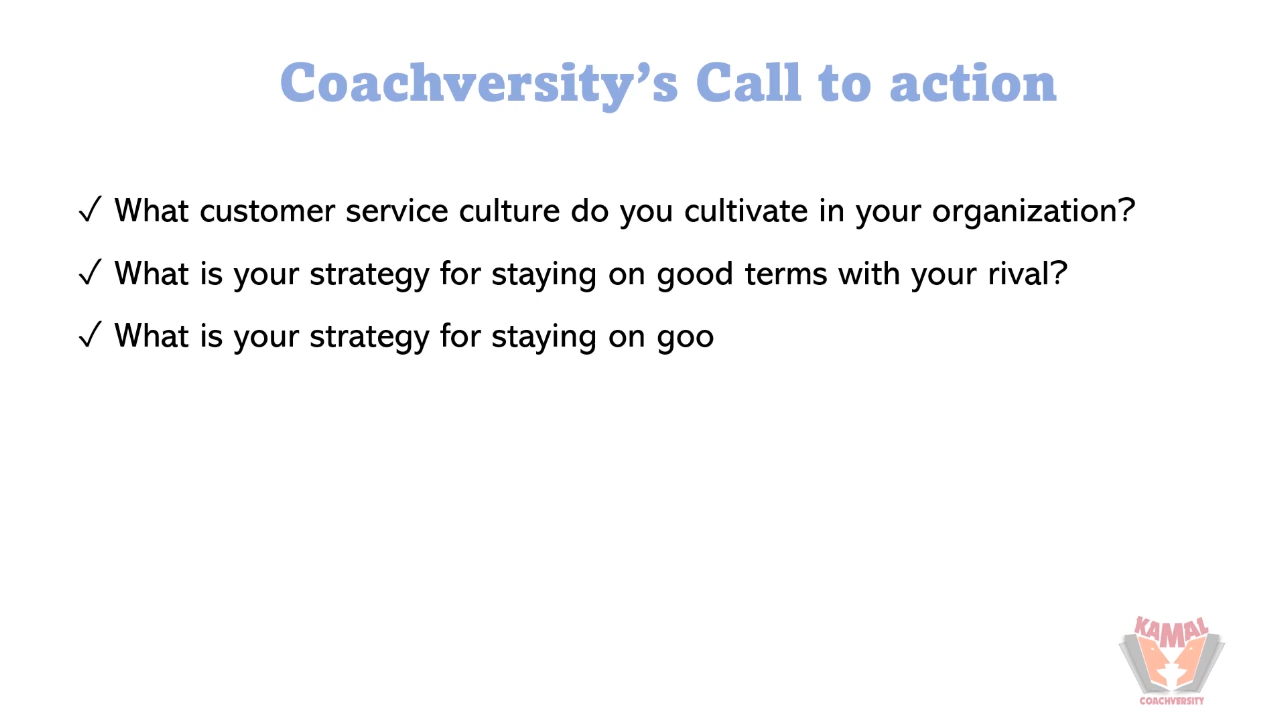 Coachversity’s Call to action
✓ What customer service culture do you cultivate in your organization?
✓ What is your strategy for staying on good terms with your rival?
✓ What is your strategy for staying on goo
KAMAL
COACHVERSITY